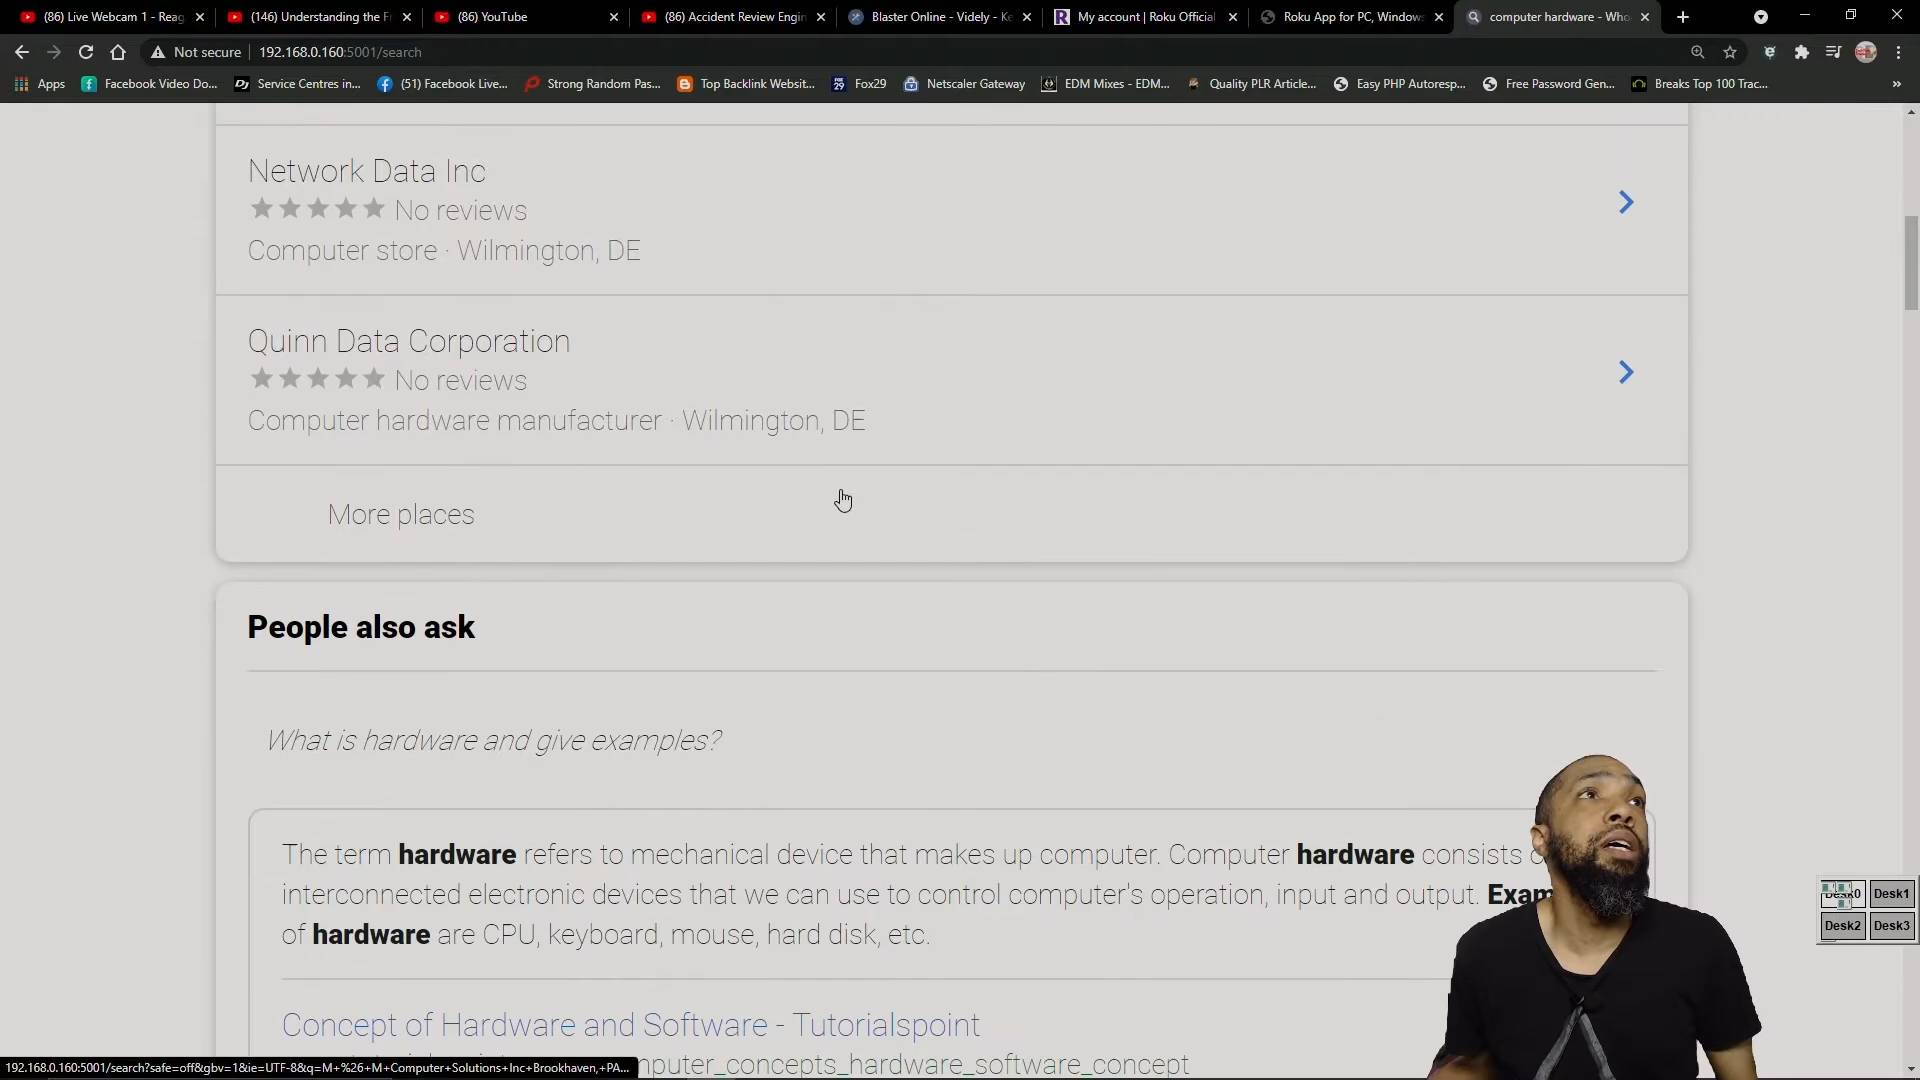 (86) Live Webcam 1 - Reag
(146) Understanding the Fr
(86) YouTube
(86) Accident Review Engin
Blaster Online - Videly - Ke
My account | Roku Official
Roku App for PC, Windows
computer hardware - Who
Not secure
192.168.0.160:5001/search
Apps
Facebook Video Do...
Service Centres in...
(51) Facebook Live...
Strong Random Pas...
Top Backlink Websit...
Fox29
Netscaler Gateway
EDM Mixes - EDM...
Quality PLR Article...
Easy PHP Autoresp...
Free Password Gen...
Breaks Top 100 Trac...
Network Data Inc
No reviews
Computer store · Wilmington, DE
Quinn Data Corporation
No reviews
Computer hardware manufacturer · Wilmington, DE
More places
People also ask
What is hardware and give examples?
The term hardware refers to mechanical device that makes up computer. Computer hardware consists
interconnected electronic devices that we can use to control computer's operation, input and output. Exam
of hardware are CPU, keyboard, mouse, hard disk, etc.
Concept of Hardware and Software - Tutorialspoint
mputer_concepts_hardware_software_concept
192.168.0.160:5001/search?safe=off&gbv=1&ie=UTF-8&q=M+%26+M+Computer+Solutions+Inc+Brookhaven,+PA...
Desk0
Desk1
Desk2
Desk3